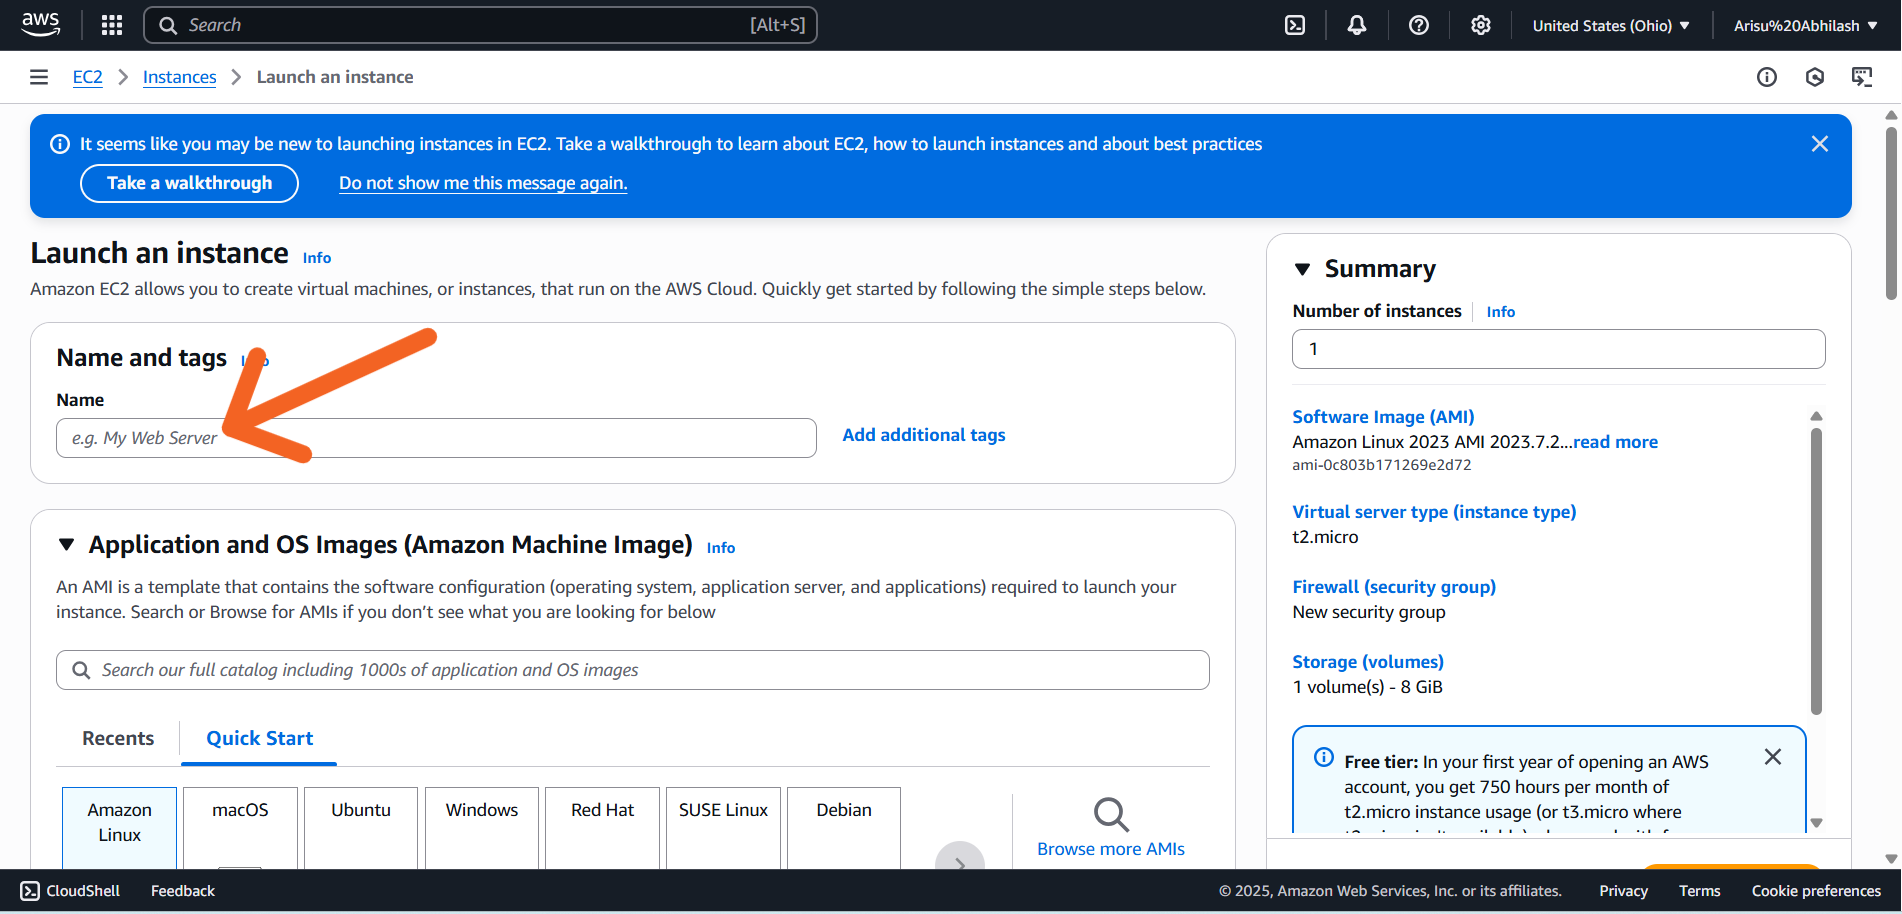 aws
Search [Alt+S]
United States (Ohio)
Arisu%20Abhilash
EC2 > Instances > Launch an instance
It seems like you may be new to launching instances in EC2. Take a walkthrough to learn about EC2, how to launch instances and about best practices
Take a walkthrough
Do not show me this message again.
Launch an instance Info
Amazon EC2 allows you to create virtual machines, or instances, that run on the AWS Cloud. Quickly get started by following the simple steps below.
Name and tags
Name
e.g. My Web Server
Add additional tags
Application and OS Images (Amazon Machine Image) Info
An AMI is a template that contains the software configuration (operating system, application server, and applications) required to launch your
instance. Search or Browse for AMIs if you don’t see what you are looking for below
Search our full catalog including 1000s of application and OS images
Recents
Quick Start
Amazon
Linux
macOS
Ubuntu
Windows
Red Hat
SUSE Linux
Debian
Browse more AMIs
Summary
Number of instances Info
1
Software Image (AMI)
Amazon Linux 2023 AMI 2023.7.2...read more
ami-0c803b171269e2d72
Virtual server type (instance type)
t2.micro
Firewall (security group)
New security group
Storage (volumes)
1 volume(s) - 8 GiB
Free tier: In your first year of opening an AWS
account, you get 750 hours per month of
t2.micro instance usage (or t3.micro where
CloudShell
Feedback
© 2025, Amazon Web Services, Inc. or its affiliates.
Privacy
Terms
Cookie preferences